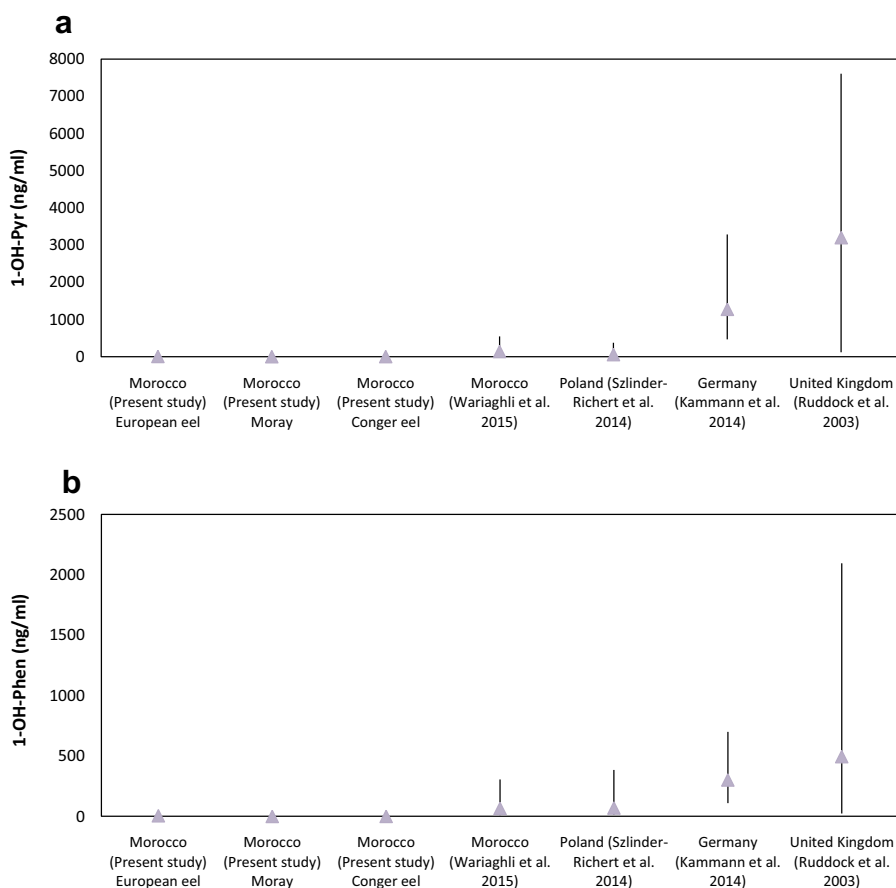 a
1-OH-Pyr (ng/ml)
8000
7000
6000
5000
4000
3000
2000
1000
0
Morocco
(Present study)
European eel
Morocco
(Present study)
Moray
Morocco
(Present study)
Conger eel
Morocco
(Wariaghli et al.
2015)
Poland (Szlinder-
Richert et al.
2014)
Germany
(Kammann et al.
2014)
United Kingdom
(Ruddock et al.
2003)
b
1-OH-Phen (ng/ml)
2500
2000
1500
1000
500
0
Morocco
(Present study)
European eel
Morocco
(Present study)
Moray
Morocco
(Present study)
Conger eel
Morocco
(Wariaghli et al.
2015)
Poland (Szlinder-
Richert et al.
2014)
Germany
(Kammann et al.
2014)
United Kingdom
(Ruddock et al.
2003)